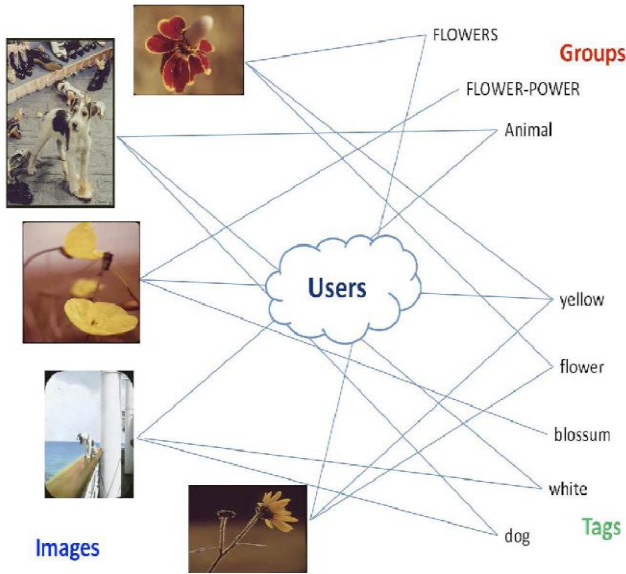 FLOWERS
Groups
FLOWER-POWER
Animal
Users
yellow
flower
blossum
white
dog
Tags
Images